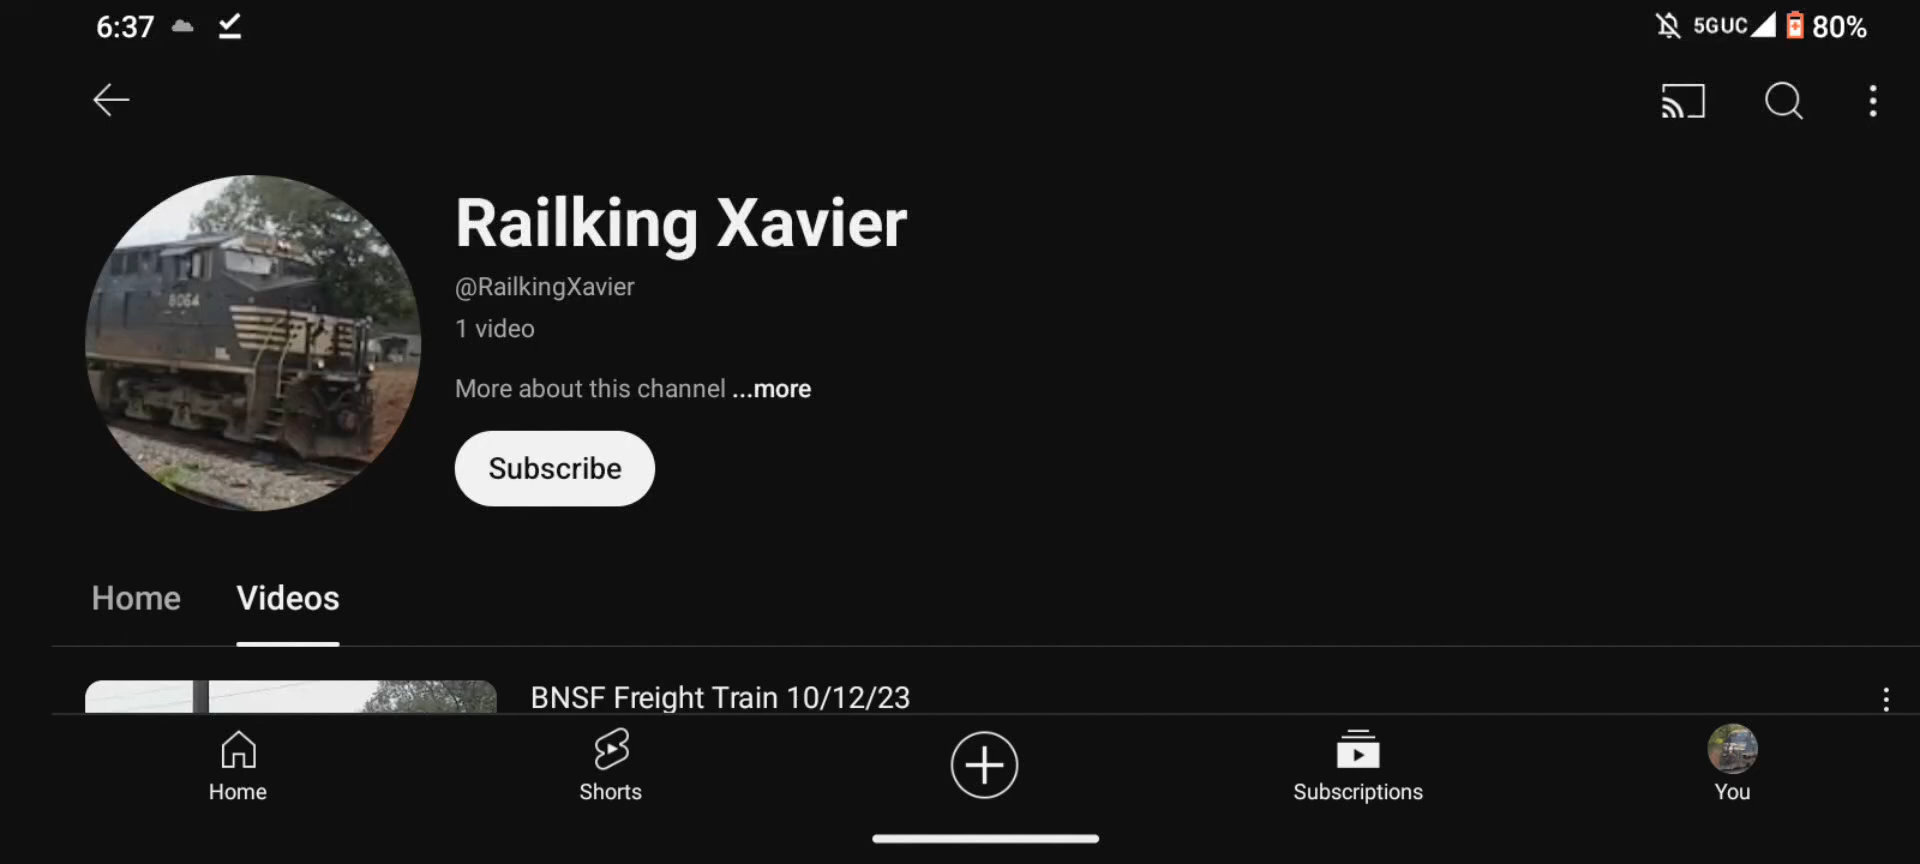 6:37
5GUC 80%
Railking Xavier
@RailkingXavier
1 video
More about this channel ...more
Subscribe
Home Videos
8064
BNSF Freight Train 10/12/23
Home Shorts Subscriptions You